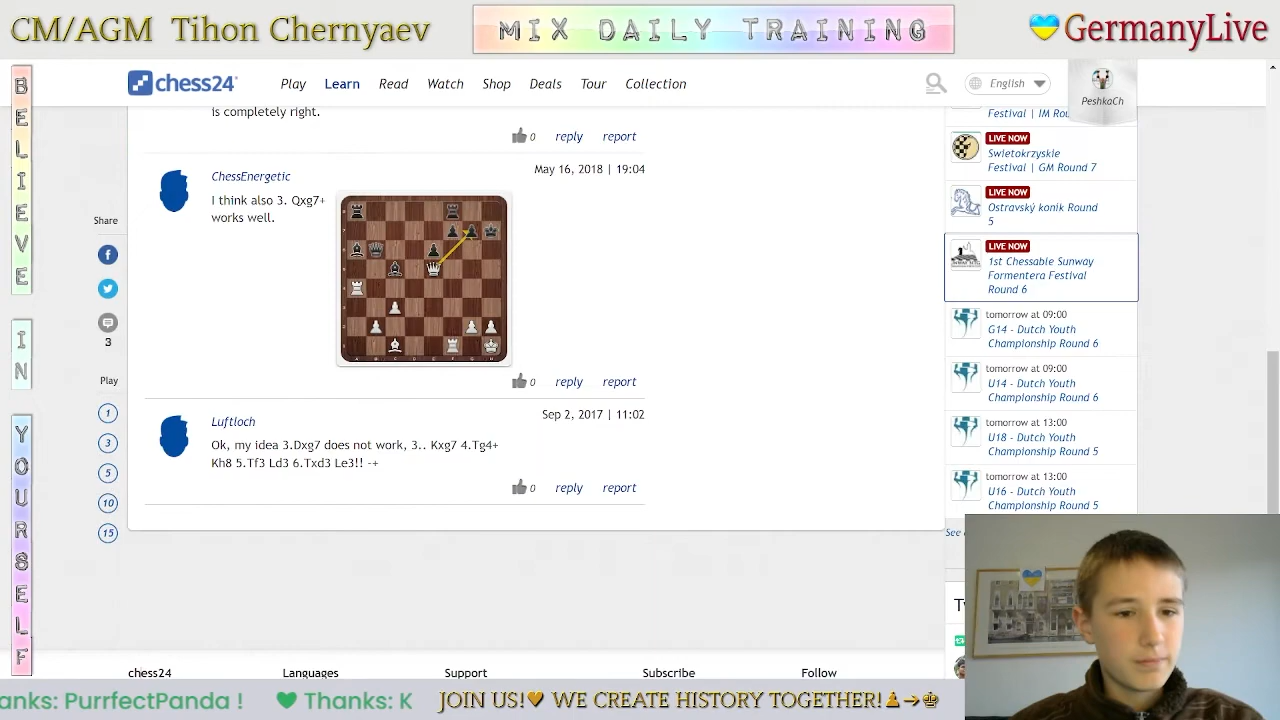 CM/AGM Tihon Chernyaev
MIX DAILY TRAINING
GermanyLive
BELIEVE
IN
YOURSELF
chess24
Play Learn Read Watch Shop Deals Tour Collection
English
PeshkaCh
is completely right.
0 reply report
ChessEnergetic
May 16, 2018 | 19:04
I think also 3.Qxg7+
works well.
0 reply report
Luftloch
Sep 2, 2017 | 11:02
Ok, my idea 3.Dxg7 does not work, 3.. Kxg7 4.Tg4+
Kh8 5.Tf3 Ld3 6.Txd3 Le3!! -+
0 reply report
Share
3
Play
1
3
5
10
15
Festival | IM Rou
LIVE NOW
Swietokrzyskie
Festival | GM Round 7
LIVE NOW
Ostravský konik Round
5
LIVE NOW
1st Chessable Sunway
Formentera Festival
Round 6
tomorrow at 09:00
G14 - Dutch Youth
Championship Round 6
tomorrow at 09:00
U14 - Dutch Youth
Championship Round 6
tomorrow at 13:00
U18 - Dutch Youth
Championship Round 5
tomorrow at 13:00
U16 - Dutch Youth
Championship Round 5
See
chess24 Languages Support Subscribe Follow
anks: PurrfectPanda ! Thanks: K
JOIN US! WE CREATE HISTORY TOGETHER!